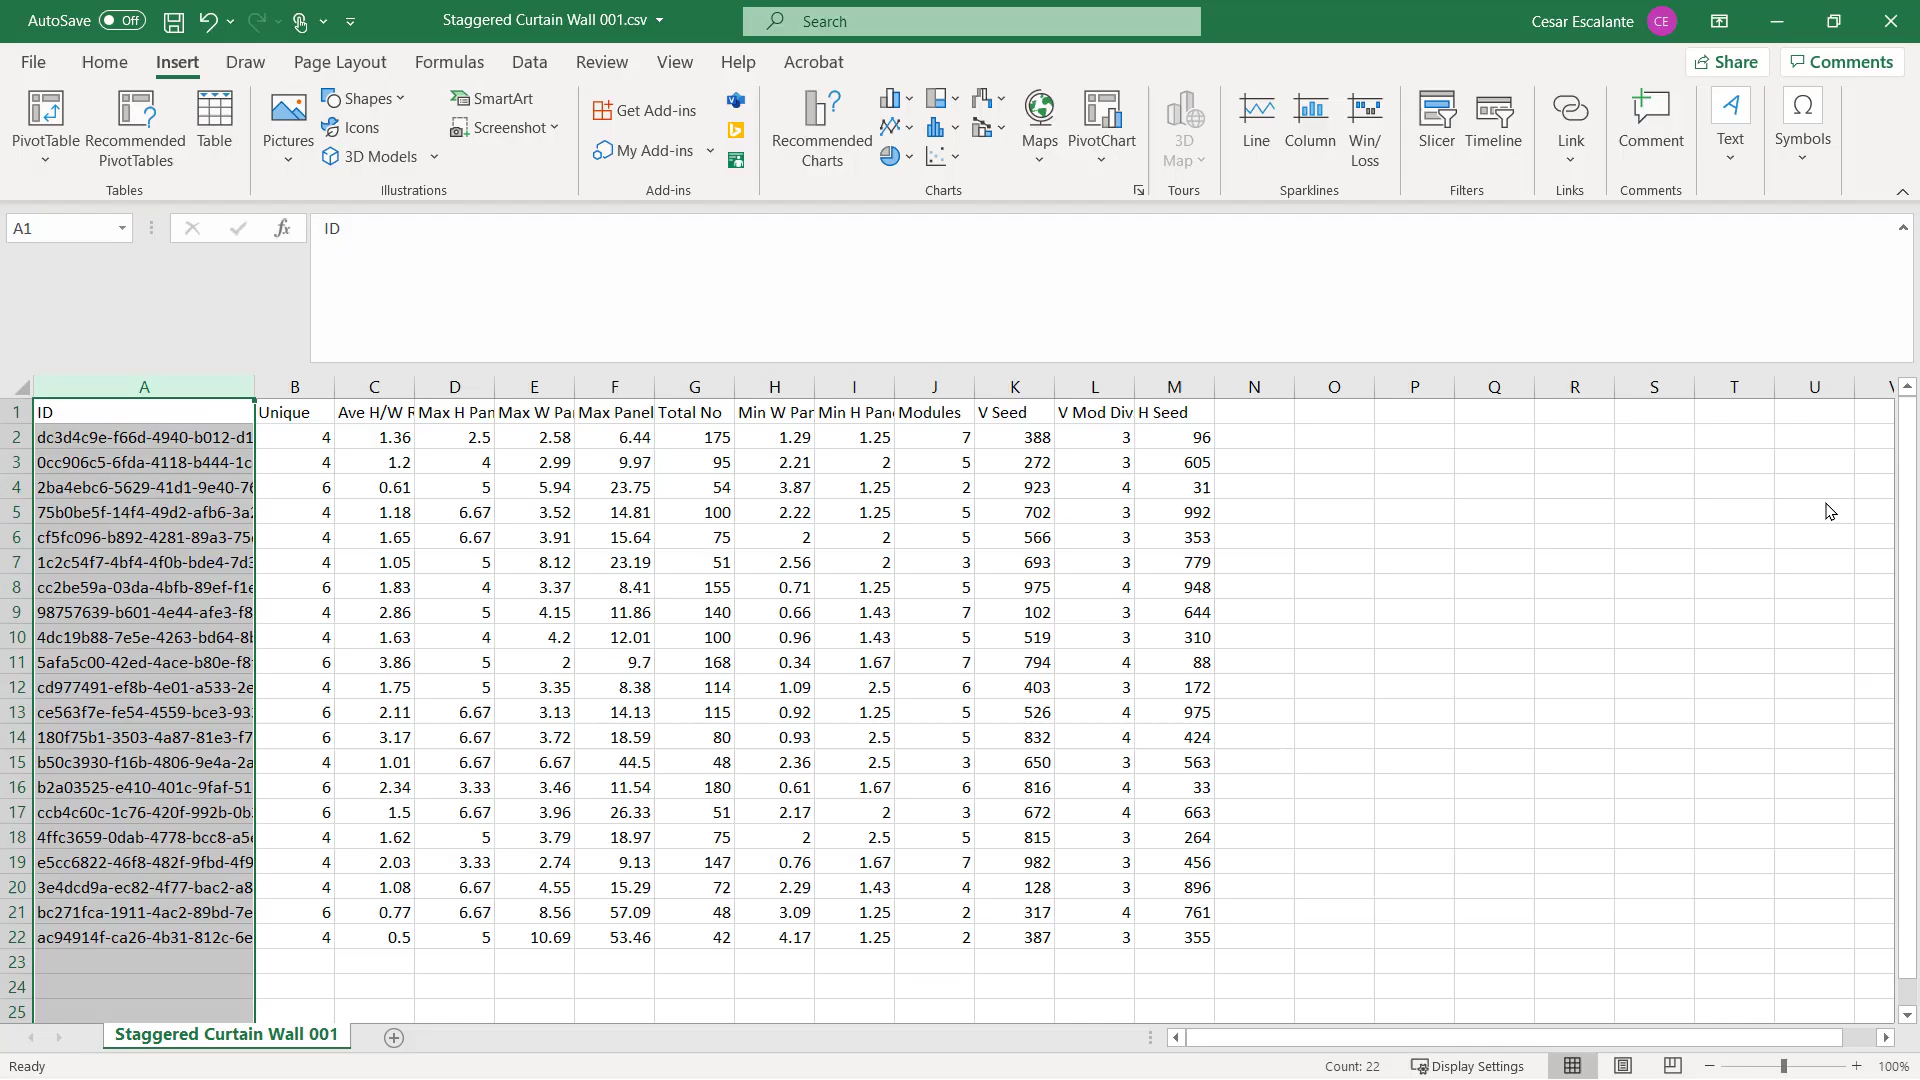 AutoSave Off Staggered Curtain Wall 001.csv Search Cesar Escalante CE
File Home Insert Draw Page Layout Formulas Data Review View Help Acrobat Share Comments
PivotTable Recommended PivotTables Table
Pictures Shapes Icons 3D Models SmartArt Screenshot
Get Add-ins My Add-ins
Recommended Charts Maps PivotChart
3D Map Line Column Win/Loss
Slicer Timeline Link Comment Text Symbols
Tables Illustrations Add-ins Charts Tours Sparklines Filters Links Comments
A1 fx ID
A B C D E F G H I J K L M N O P Q R S T U
1 ID Unique Ave H/W R Max H Pan Max W Pan Max Panel Total No Min W Pan Min H Pane Modules V Seed V Mod Div H Seed
2 dc3d4c9e-f66d-4940-b012-d1 4 1.36 2.5 2.58 6.44 175 1.29 1.25 7 388 3 96
3 0cc906c5-6fda-4118-b444-1c 4 1.2 4 2.99 9.97 95 2.21 2 5 272 3 605
4 2ba4ebc6-5629-41d1-9e40-76 6 0.61 5 5.94 23.75 54 3.87 1.25 2 923 4 31
5 75b0be5f-14f4-49d2-afb6-3a2 4 1.18 6.67 3.52 14.81 100 2.22 1.25 5 702 3 992
6 cf5fc096-b892-4281-89a3-75 4 1.65 6.67 3.91 15.64 75 2 2 5 566 3 353
7 1c2c54f7-4bf4-4f0b-bde4-7d3 4 1.05 5 8.12 23.19 51 2.56 2 3 693 3 779
8 cc2be59a-03da-4bfb-89ef-f1e 6 1.83 4 3.37 8.41 155 0.71 1.25 5 975 4 948
9 98757639-b601-4e44-afe3-f8 4 2.86 5 4.15 11.86 140 0.66 1.43 7 102 3 644
10 4dc19b88-7e5e-4263-bd64-8b 4 1.63 4 4.2 12.01 100 0.96 1.43 5 519 3 310
11 5afa5c00-42ed-4ace-b80e-f8 6 3.86 5 2 9.7 168 0.34 1.67 7 794 4 88
12 cd977491-ef8b-4e01-a533-2e 4 1.75 5 3.35 8.38 114 1.09 2.5 6 403 3 172
13 ce563f7e-fe54-4559-bce3-93 6 2.11 6.67 3.13 14.13 115 0.92 1.25 5 526 4 975
14 180f75b1-3503-4a87-81e3-f7 6 3.17 6.67 3.72 18.59 80 0.93 2.5 5 832 4 424
15 b50c3930-f16b-4806-9e4a-2a 4 1.01 6.67 6.67 44.5 48 2.36 2.5 3 650 3 563
16 b2a03525-e410-401c-9faf-51 6 2.34 3.33 3.46 11.54 180 0.61 1.67 6 816 4 33
17 ccb4c60c-1c76-420f-992b-0b 6 1.5 6.67 3.96 26.33 51 2.17 2 3 672 4 663
18 4ffc3659-0dab-4778-bcc8-a5 4 1.62 5 3.79 18.97 75 2 2.5 5 815 3 264
19 e5cc6822-46f8-482f-9fbd-4f9 4 2.03 3.33 2.74 9.13 147 0.76 1.67 7 982 3 456
20 3e4dcd9a-ec82-4f77-bac2-a8 4 1.08 6.67 4.55 15.29 72 2.29 1.43 4 128 3 896
21 bc271fca-1911-4ac2-89bd-7e 6 0.77 6.67 8.56 57.09 48 3.09 1.25 2 317 4 761
22 ac94914f-ca26-4b31-812c-6e 4 0.5 5 10.69 53.46 42 4.17 1.25 2 387 3 355
23
24
25
Staggered Curtain Wall 001
Ready Count: 22 Display Settings 100%